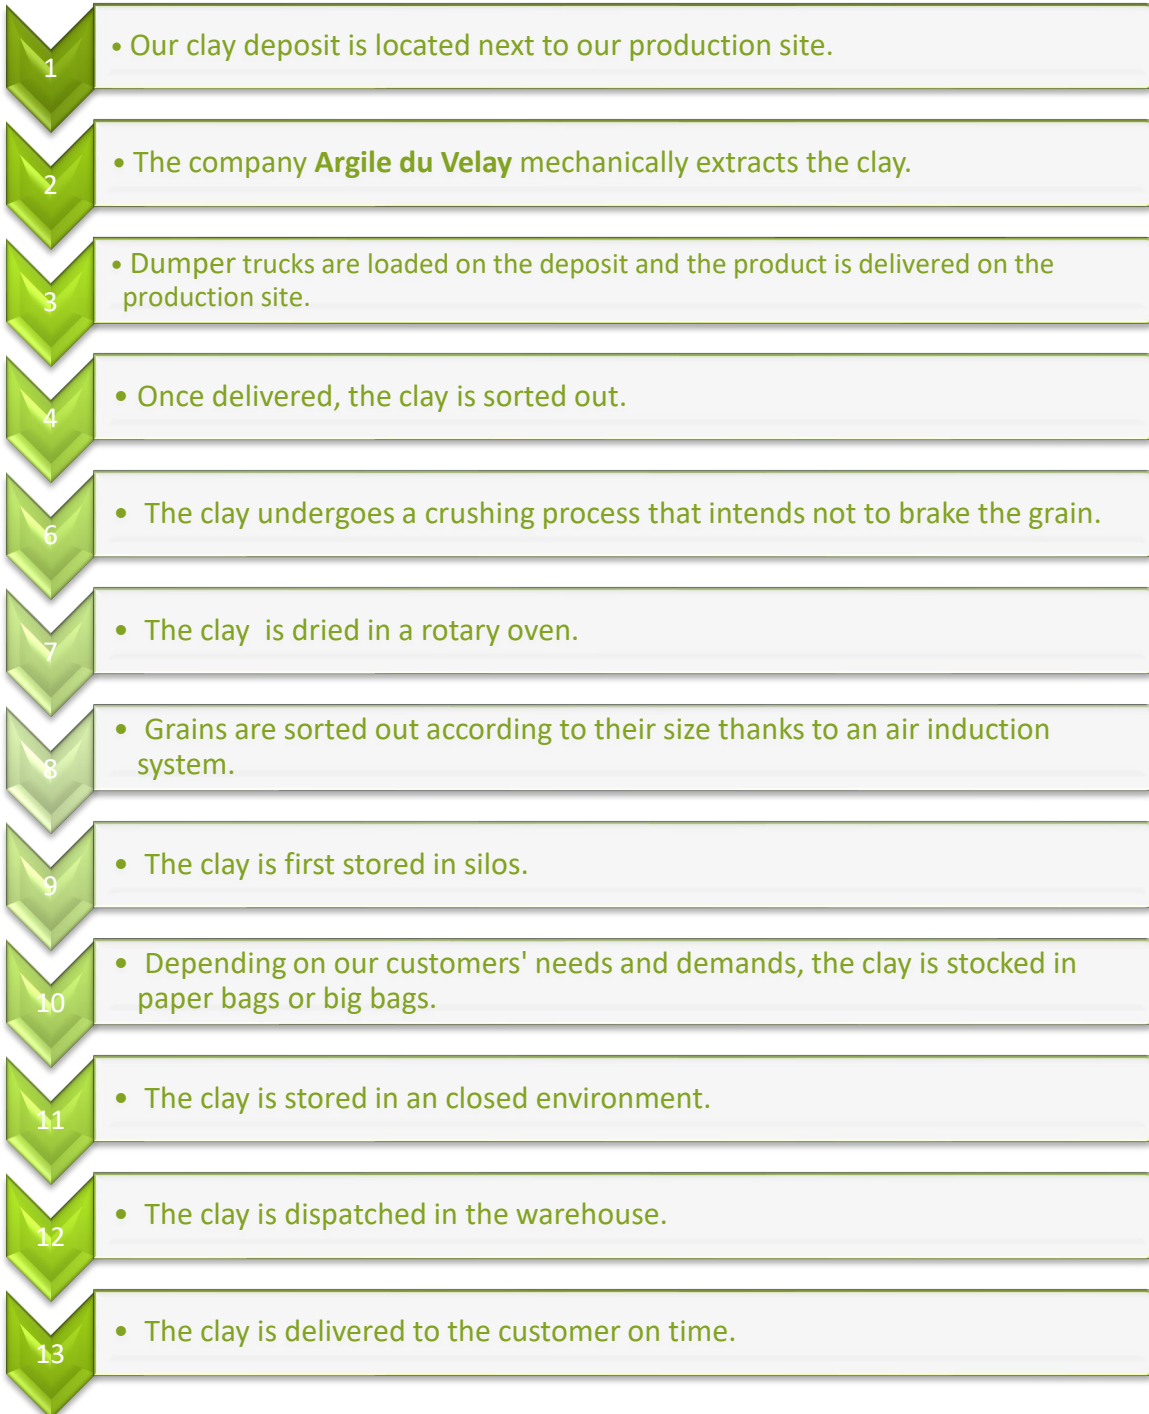 1
• Our clay deposit is located next to our production site.
2
• The company Argile du Velay mechanically extracts the clay.
3
• Dumper trucks are loaded on the deposit and the product is delivered on the
production site.
4
• Once delivered, the clay is sorted out.
6
• The clay undergoes a crushing process that intends not to brake the grain.
7
• The clay  is dried in a rotary oven.
8
• Grains are sorted out according to their size thanks to an air induction
system.
9
• The clay is first stored in silos.
10
• Depending on our customers' needs and demands, the clay is stocked in
paper bags or big bags.
11
• The clay is stored in an closed environment.
12
• The clay is dispatched in the warehouse.
13
• The clay is delivered to the customer on time.